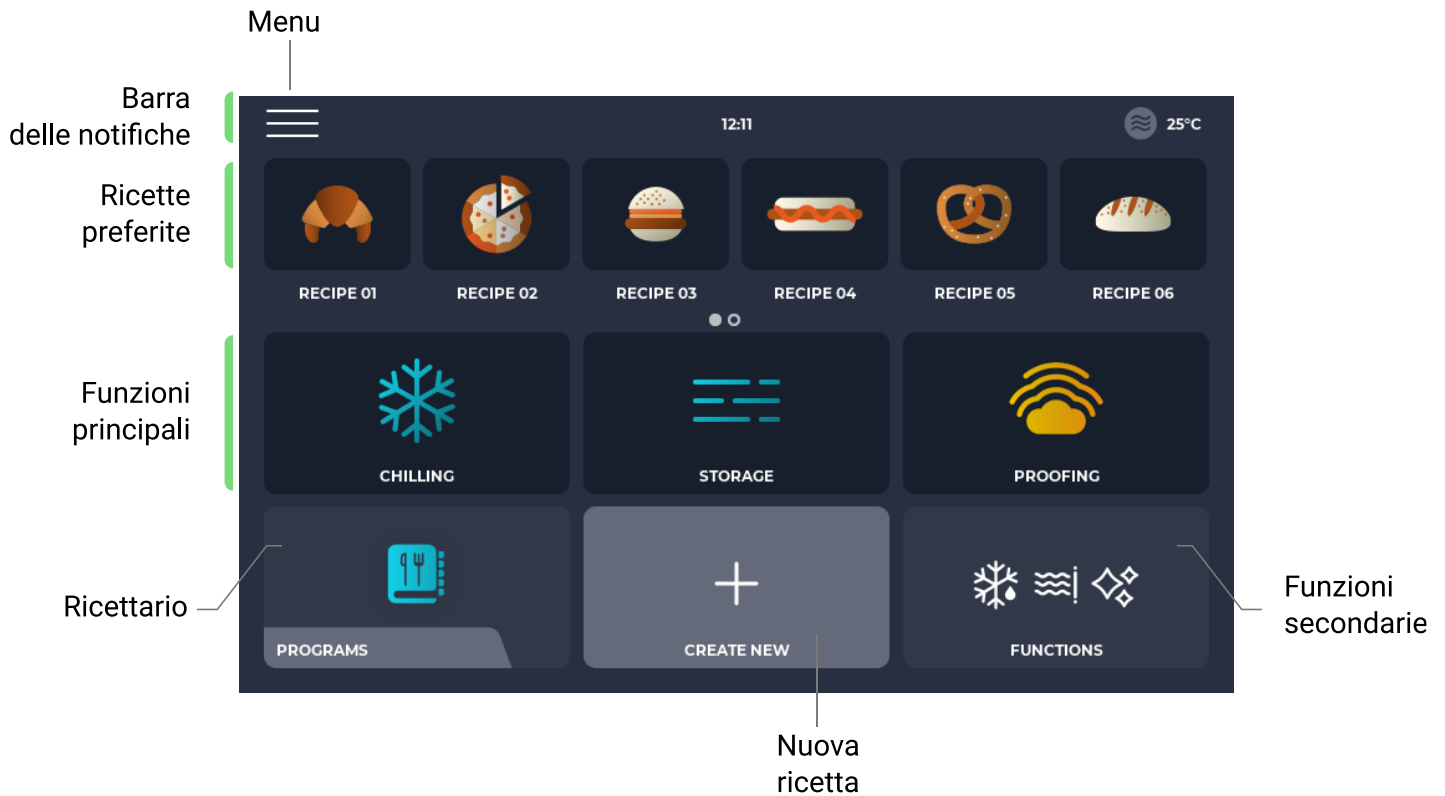 Menu
Barra
delle notifiche
12:11
25°C
Ricette
preferite
RECIPE 01
RECIPE 02
RECIPE 03
RECIPE 04
RECIPE 05
RECIPE 06
Funzioni
principali
CHILLING
STORAGE
PROOFING
Ricettario
PROGRAMS
CREATE NEW
FUNCTIONS
Funzioni
secondarie
Nuova
ricetta